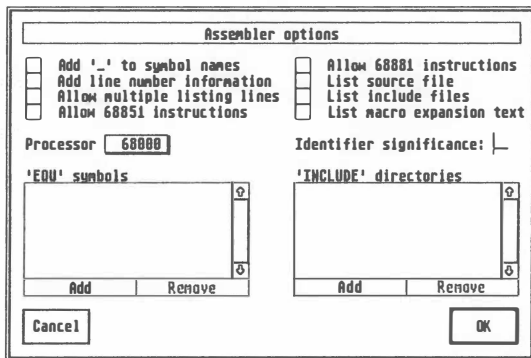 Assembler options
Add '_' to symbol names
Add line number information
Allow multiple listing lines
Allow 68851 instructions
Allow 68881 instructions
List source file
List include files
List macro expansion text
Processor 68000
Identifier significance: _
'EQU' symbols
'INCLUDE' directories
Add Remove
Add Remove
Cancel
OK